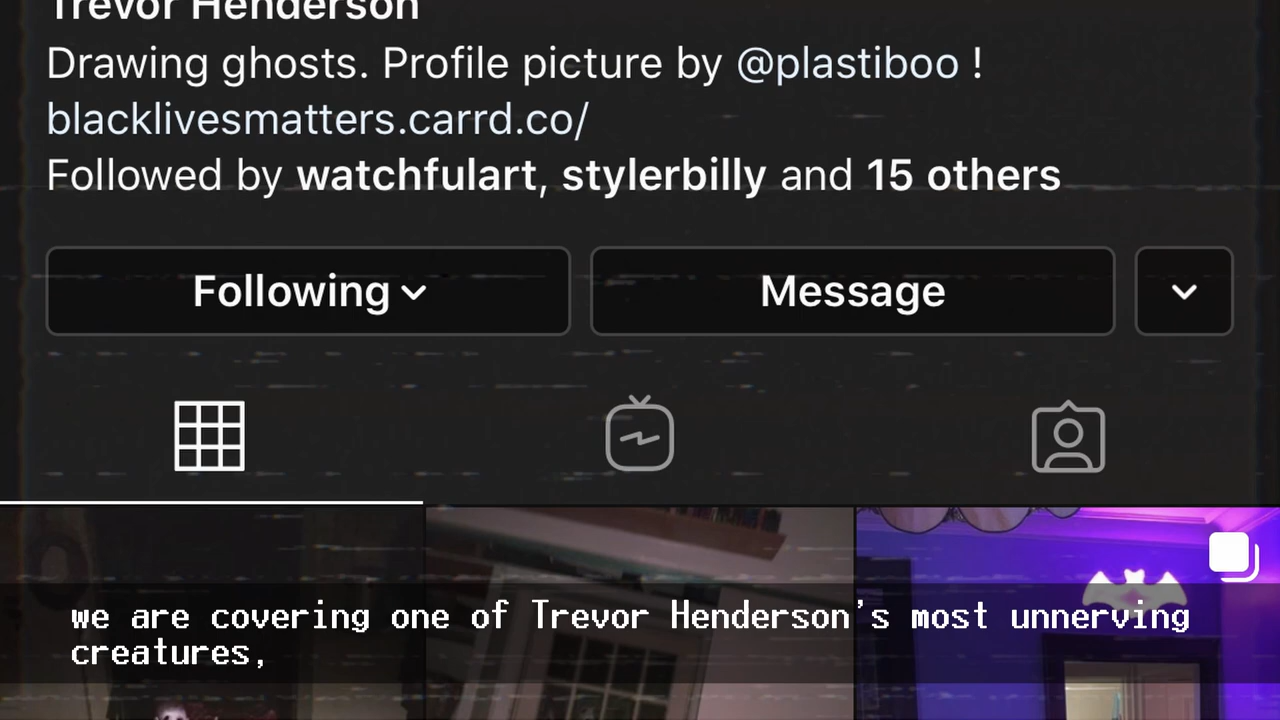 Trevor Henderson
Drawing ghosts. Profile picture by @plastiboo !
blacklivesmatters.carrd.co/
Followed by watchfulart, stylerbilly and 15 others
Following
Message
we are covering one of Trevor Henderson's most unnerving
creatures,